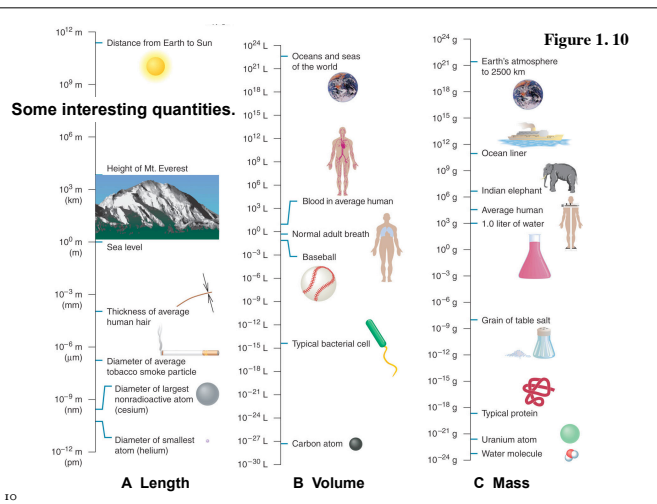 Figure 1. 10
Some interesting quantities.
10¹² m
Distance from Earth to Sun
10⁹ m
10⁶ m
Height of Mt. Everest
10³ m
(km)
10⁰ m
(m)
Sea level
10⁻³ m
(mm)
Thickness of average
human hair
10⁻⁶ m
(μm)
Diameter of average
tobacco smoke particle
Diameter of largest
nonradioactive atom
(cesium)
10⁻⁹ m
(nm)
Diameter of smallest
atom (helium)
10⁻¹² m
(pm)
A Length
10²⁴ L
Oceans and seas
of the world
10²¹ L
10¹⁸ L
10¹⁵ L
10¹² L
10⁹ L
10⁶ L
Blood in average human
10³ L
10⁰ L
Normal adult breath
10⁻³ L
Baseball
10⁻⁶ L
10⁻⁹ L
10⁻¹² L
10⁻¹⁵ L
Typical bacterial cell
10⁻¹⁸ L
10⁻²¹ L
10⁻²⁴ L
10⁻²⁷ L
Carbon atom
10⁻³⁰ L
B Volume
10²⁴ g
Earth's atmosphere
to 2500 km
10²¹ g
10¹⁸ g
10¹⁵ g
10¹² g
Ocean liner
10⁹ g
Indian elephant
10⁶ g
Average human
10³ g
1.0 liter of water
10⁰ g
10⁻³ g
10⁻⁶ g
Grain of table salt
10⁻⁹ g
10⁻¹² g
10⁻¹⁵ g
10⁻¹⁸ g
Typical protein
10⁻²¹ g
Uranium atom
10⁻²⁴ g
Water molecule
C Mass
10